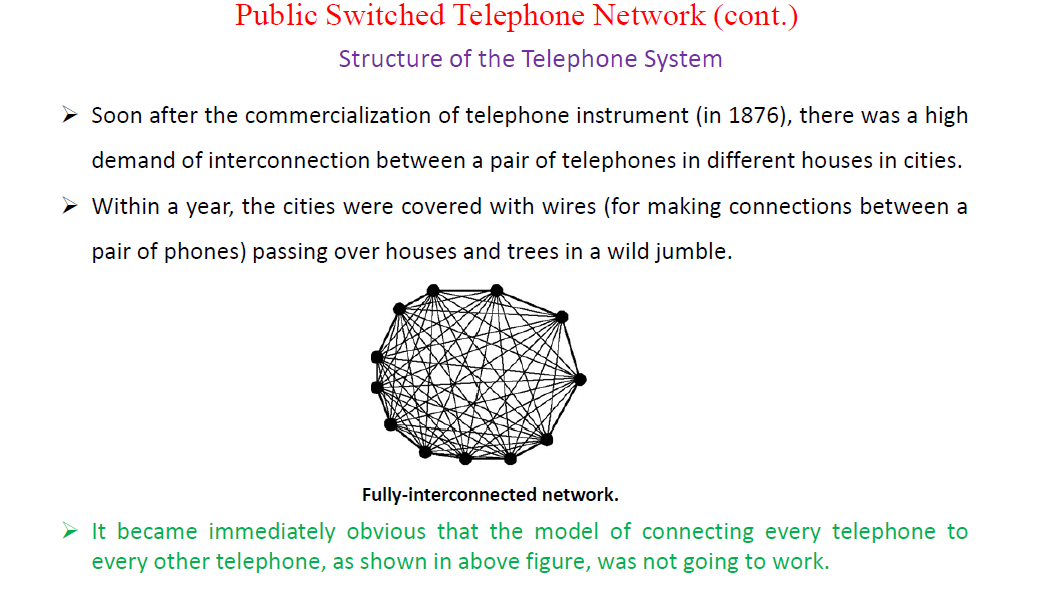 Public Switched Telephone Network (cont.)
Structure of the Telephone System
➢ Soon after the commercialization of telephone instrument (in 1876), there was a high
demand of interconnection between a pair of telephones in different houses in cities.
➢ Within a year, the cities were covered with wires (for making connections between a
pair of phones) passing over houses and trees in a wild jumble.
Fully-interconnected network.
➢ It became immediately obvious that the model of connecting every telephone to
every other telephone, as shown in above figure, was not going to work.